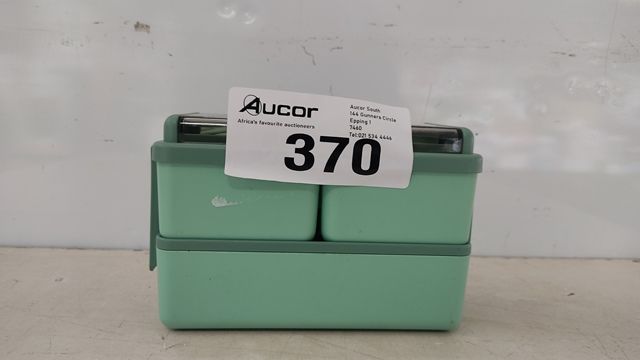 Aucor
Africa's favourite auctioneers
Aucor South
144 Gunners Circle
Epping 1
7460
Tel:021 534 4444
370